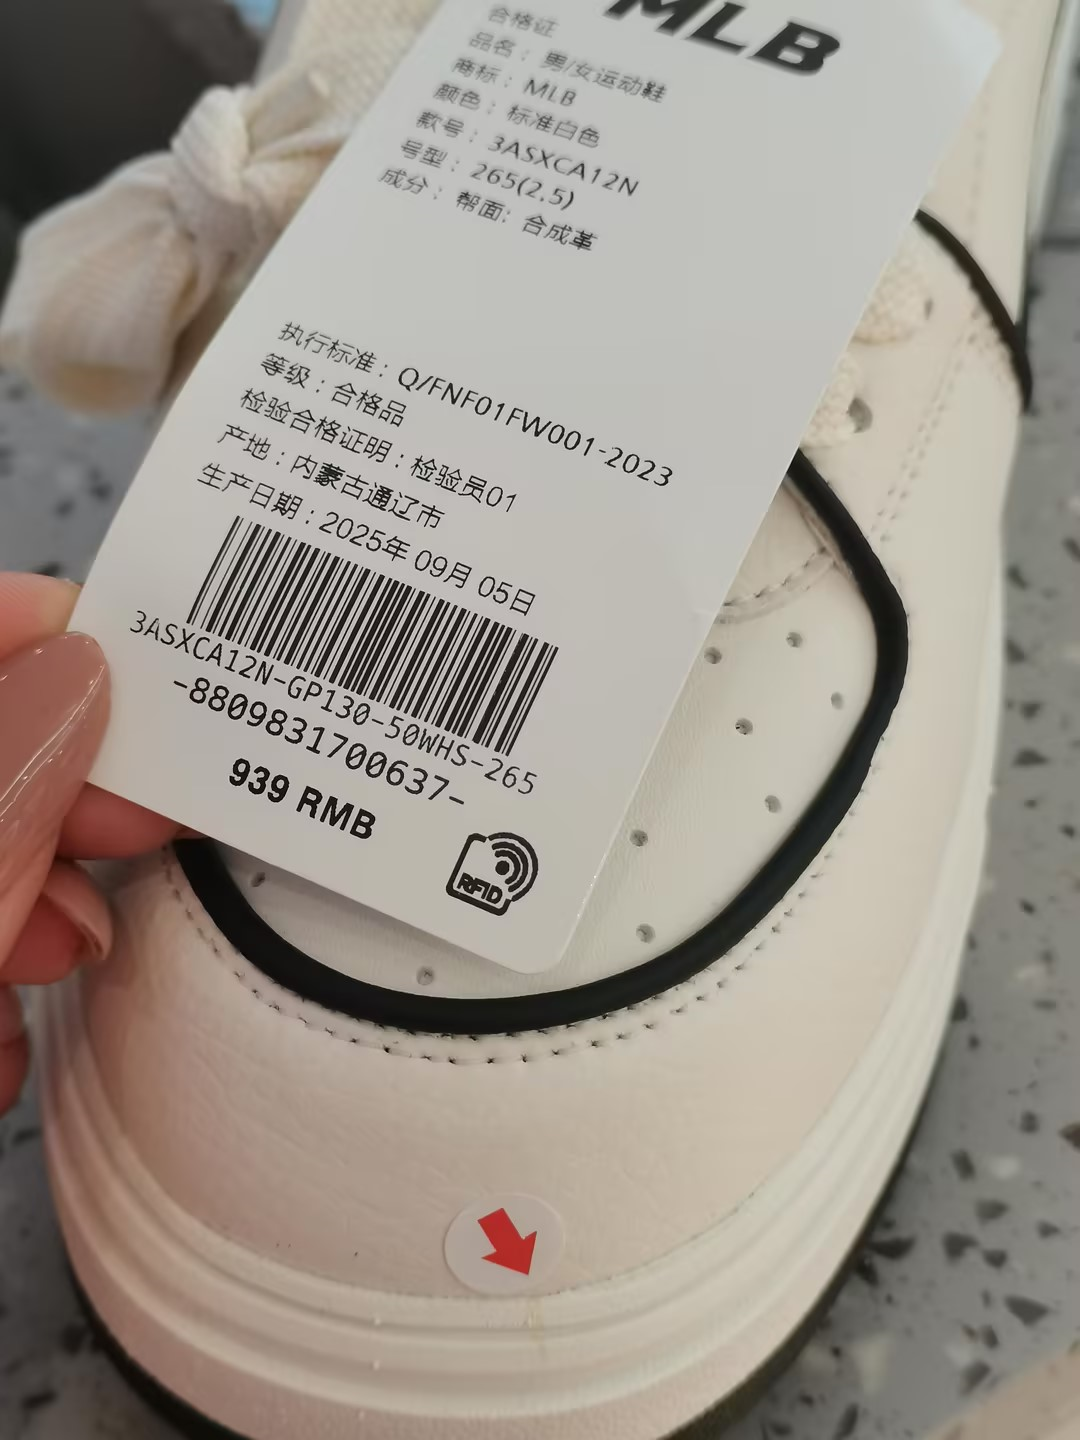 MLB
合格证
品名：男/女运动鞋
商标：MLB
颜色：标准白色
款号：3ASXCA12N
号型：265(2.5)
成分：帮面: 合成革
执行标准：Q/FNF01FW001-2023
等级：合格品
检验合格证明：检验员01
产地：内蒙古通辽市
生产日期：2025年 09月 05日
3ASXCA12N-GP130-50WHS-265
-8809831700637-
939 RMB
RFID